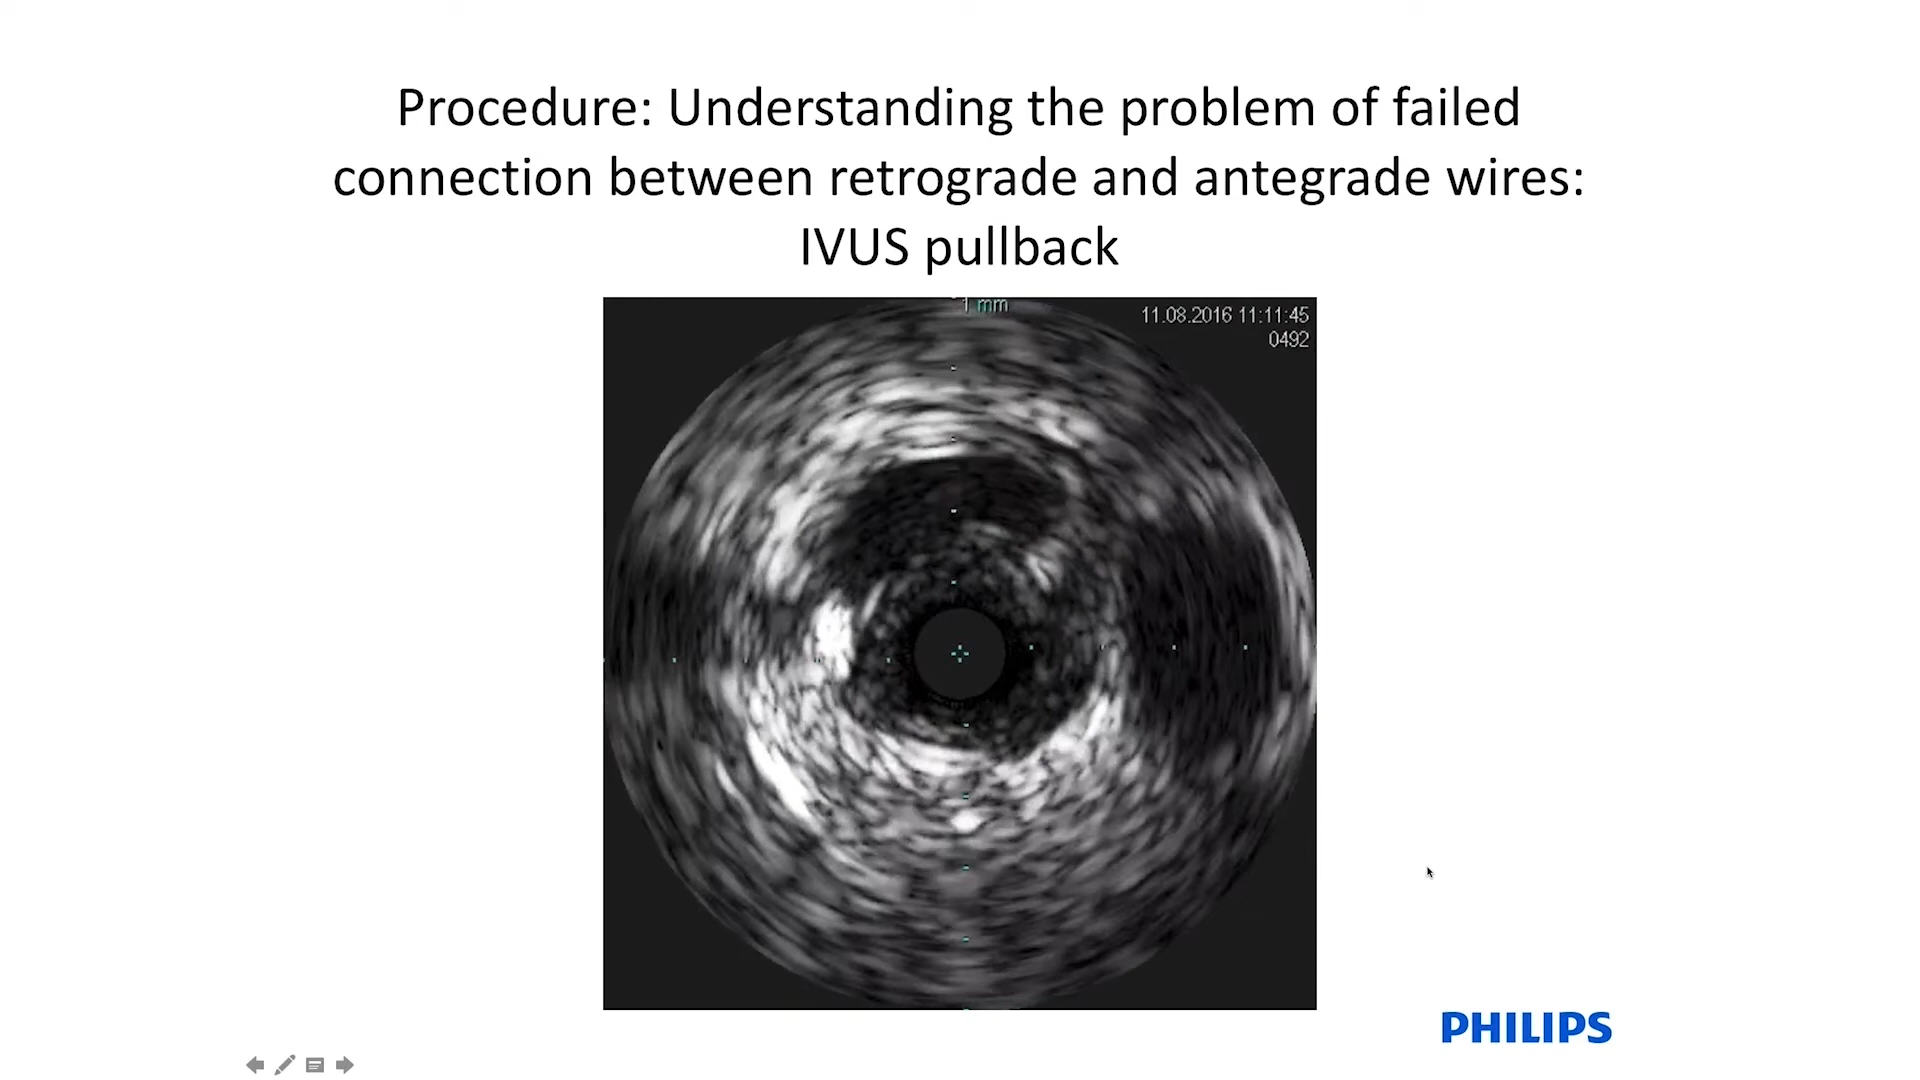 Procedure: Understanding the problem of failed
connection between retrograde and antegrade wires:
IVUS pullback
1 mm
11.08.2016 11:11:45
0492
PHILIPS